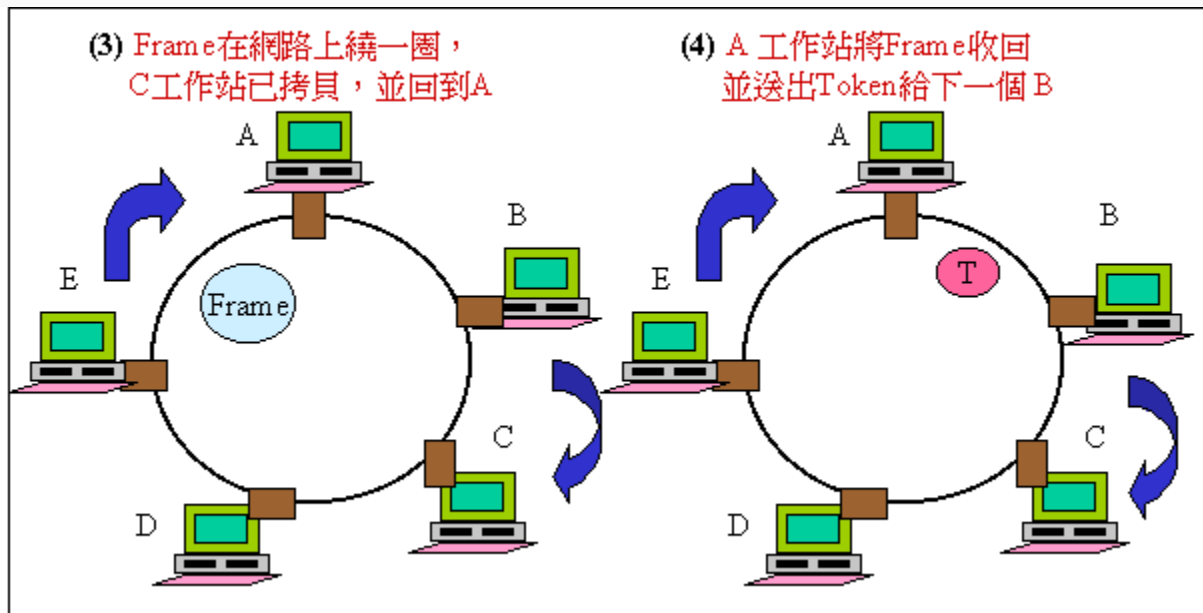 (3) Frame在網路上繞一圈，
C工作站已拷貝，並回到A
A
B
E
Frame
C
D
(4) A 工作站將Frame收回
並送出Token給下一個 B
A
B
T
E
C
D